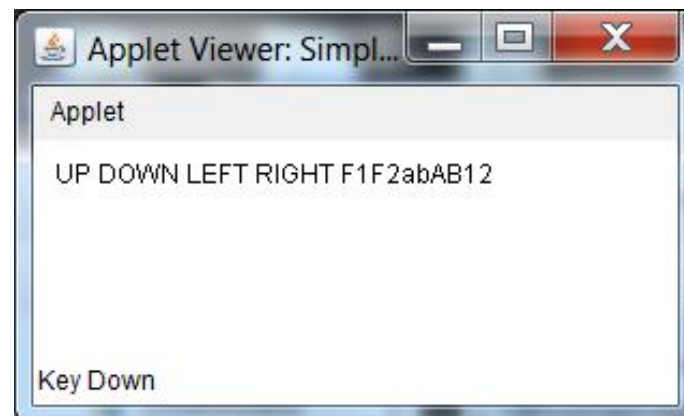 Applet Viewer: Simpl...
Applet
UP DOWN LEFT RIGHT F1F2abAB12
Key Down